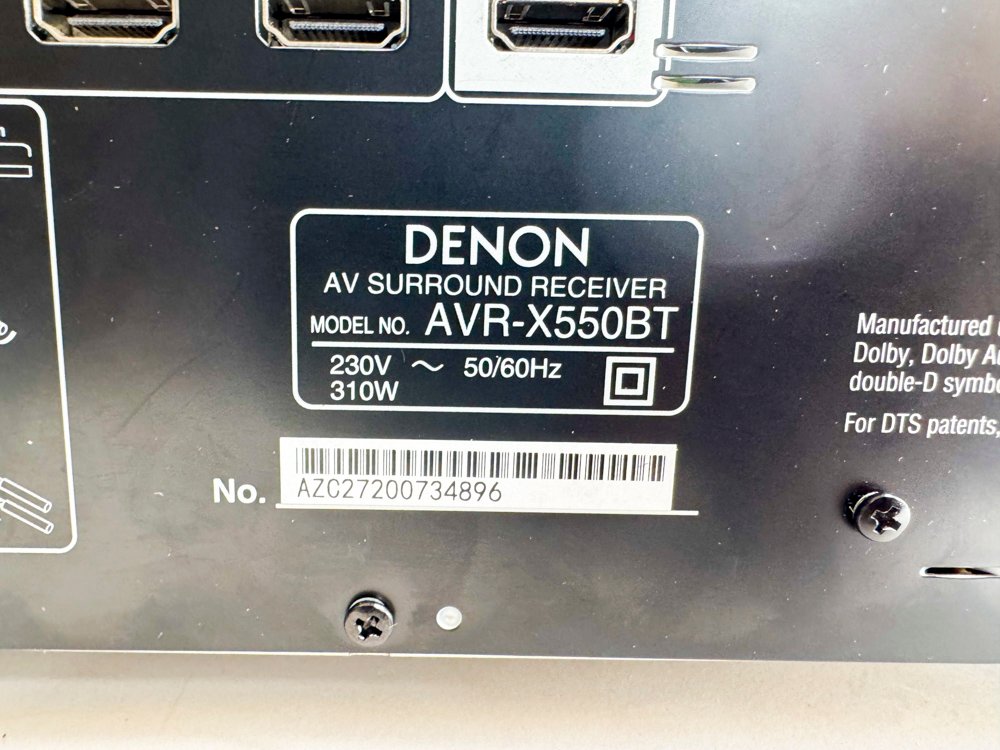 DENON
AV SURROUND RECEIVER
MODEL NO. AVR-X550BT
230V ～ 50/60Hz
310W
No. AZC27200734896
Manufactured
Dolby, Dolby
double-D
For DTS patents,